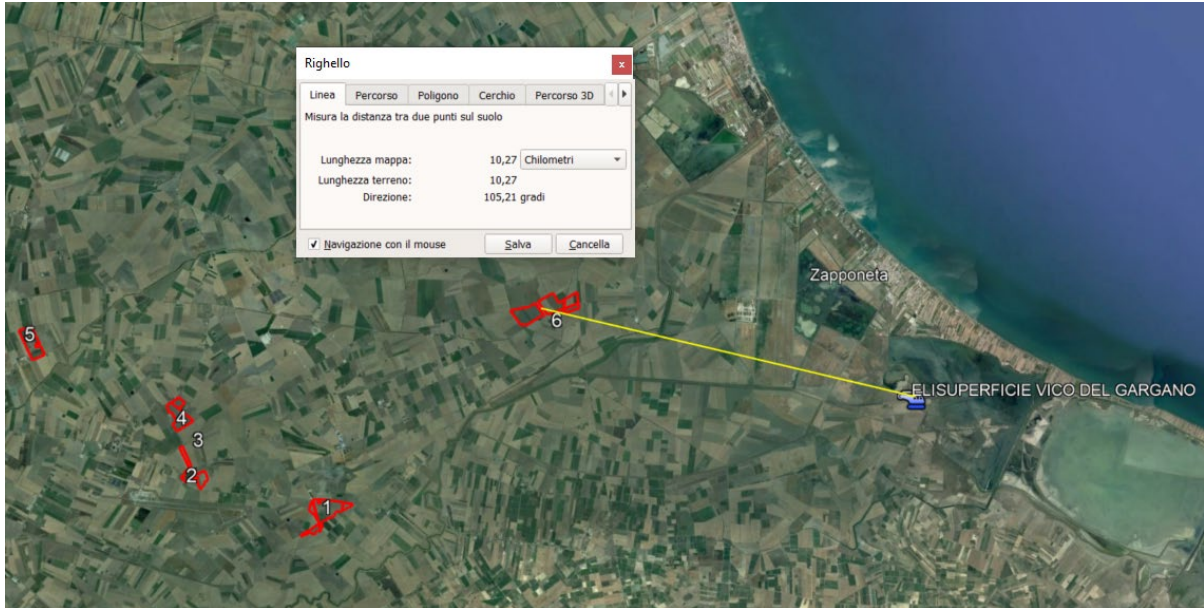 Righello
x
Linea Percorso Poligono Cerchio Percorso 3D
Misura la distanza tra due punti sul suolo
Lunghezza mappa: 10,27 Chilometri
Lunghezza terreno: 10,27
Direzione: 105,21 gradi
Navigazione con il mouse Salva Cancella
Zapponeta
6
5
ELISUPERFICIE VICO DEL GARGANO
4
3
2
1